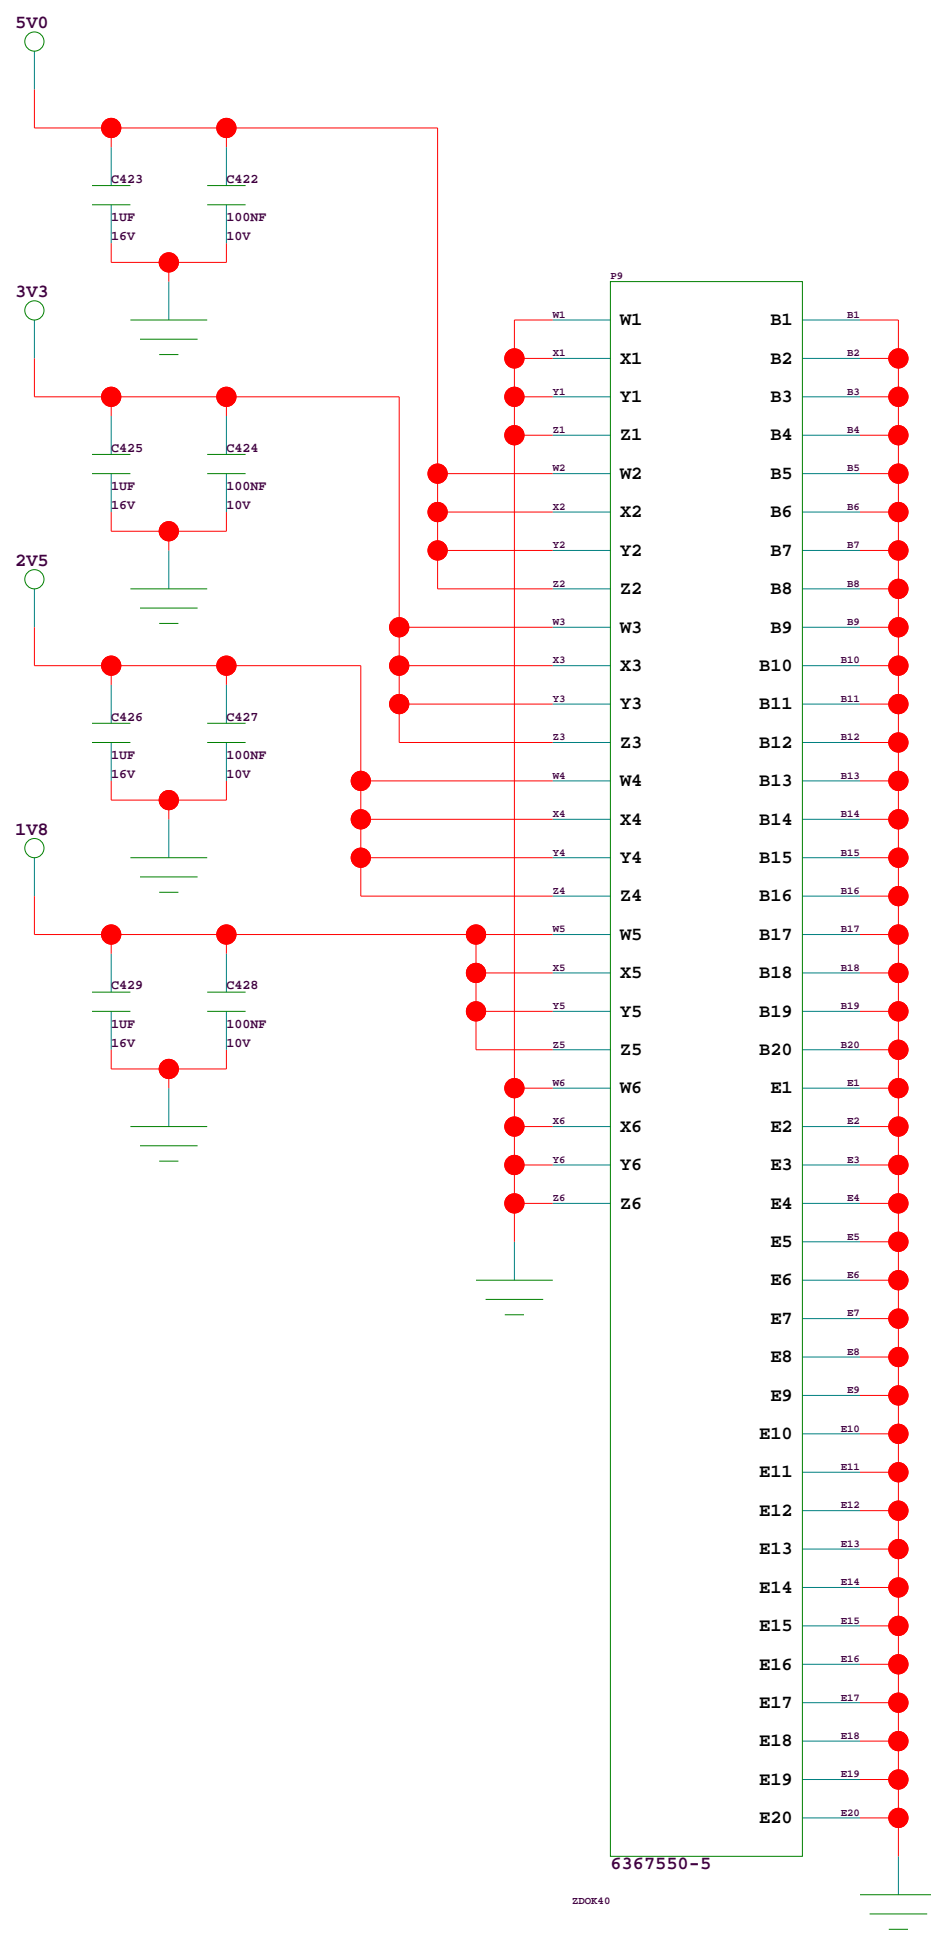 5V0
C423
C422
1UF
100NF
16V
10V
3V3
C425
C424
1UF
100NF
16V
10V
2V5
C426
C427
1UF
100NF
16V
10V
1V8
C429
C428
1UF
100NF
16V
10V
P9
W1 W1 B1 B1
X1 X1 B2 B2
Y1 Y1 B3 B3
Z1 Z1 B4 B4
W2 W2 B5 B5
X2 X2 B6 B6
Y2 Y2 B7 B7
Z2 Z2 B8 B8
W3 W3 B9 B9
X3 X3 B10 B10
Y3 Y3 B11 B11
Z3 Z3 B12 B12
W4 W4 B13 B13
X4 X4 B14 B14
Y4 Y4 B15 B15
Z4 Z4 B16 B16
W5 W5 B17 B17
X5 X5 B18 B18
Y5 Y5 B19 B19
Z5 Z5 B20 B20
W6 W6 E1 E1
X6 X6 E2 E2
Y6 Y6 E3 E3
Z6 Z6 E4 E4
E5 E5
E6 E6
E7 E7
E8 E8
E9 E9
E10 E10
E11 E11
E12 E12
E13 E13
E14 E14
E15 E15
E16 E16
E17 E17
E18 E18
E19 E19
E20 E20
6367550-5
ZDOK40